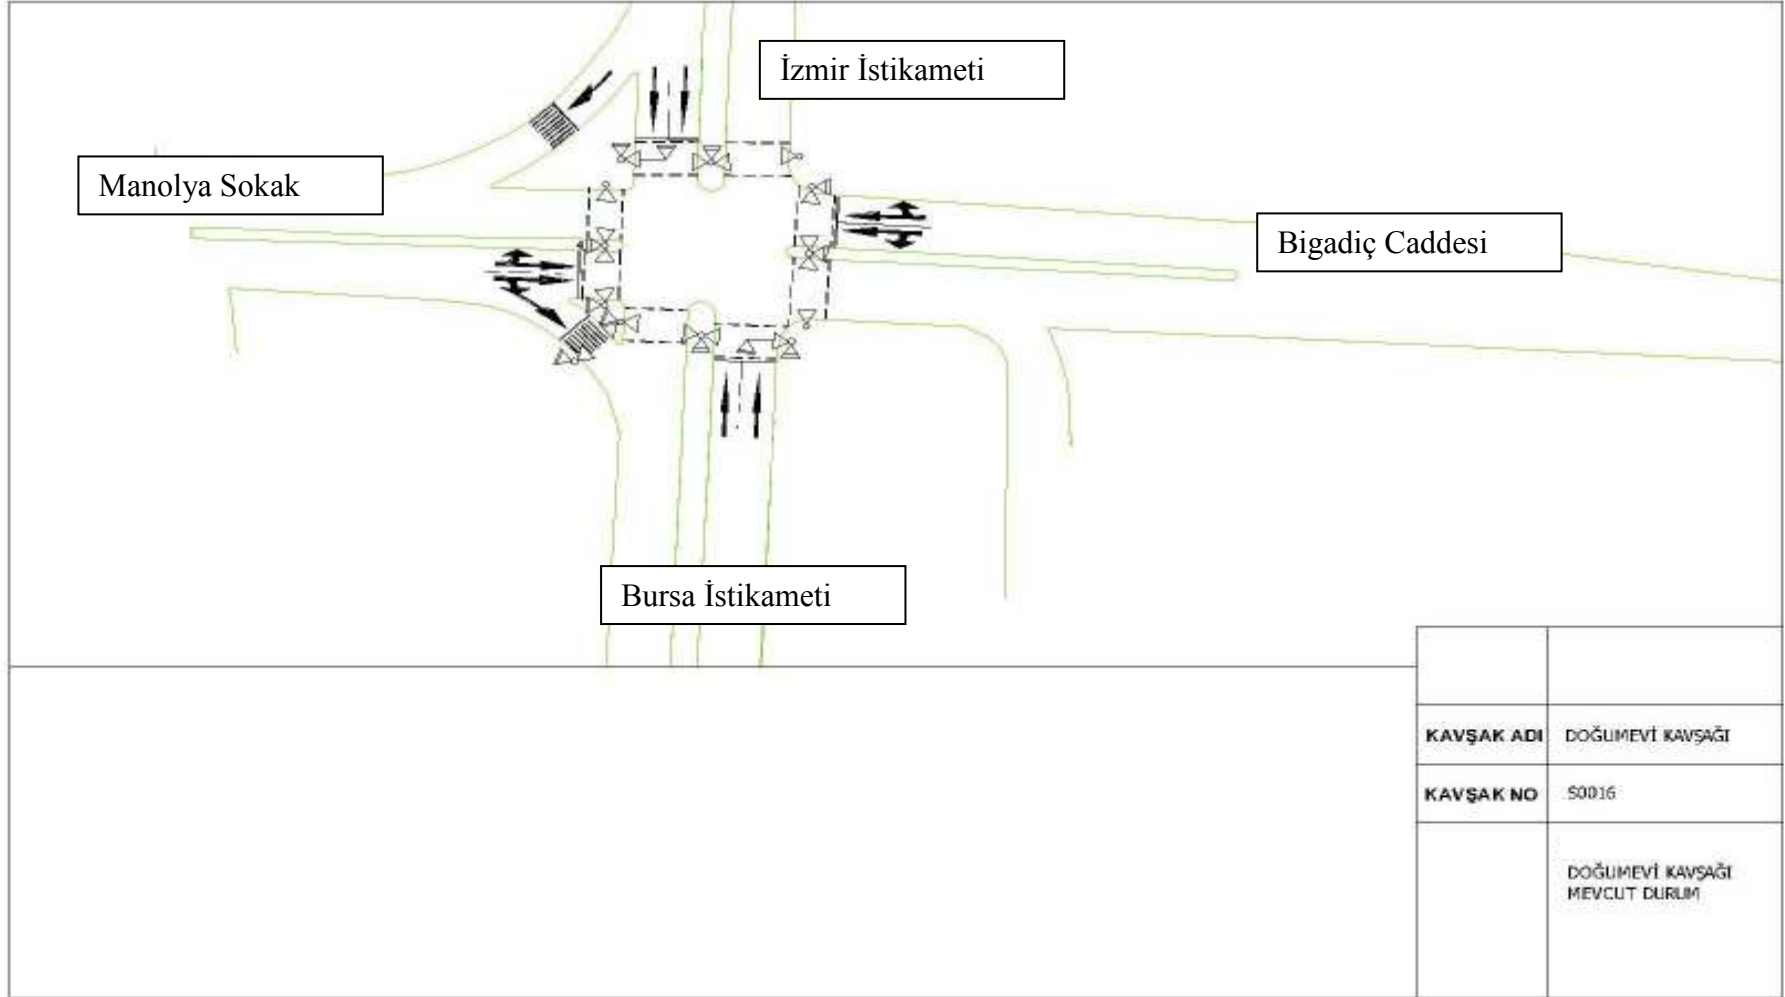 İzmir İstikameti
Manolya Sokak
Bigadiç Caddesi
Bursa İstikameti
KAVŞAK ADI DOĞUMEVİ KAVŞAĞI
KAVŞAK NO S0016
DOĞUMEVİ KAVŞAĞI
MEVCUT DURUM